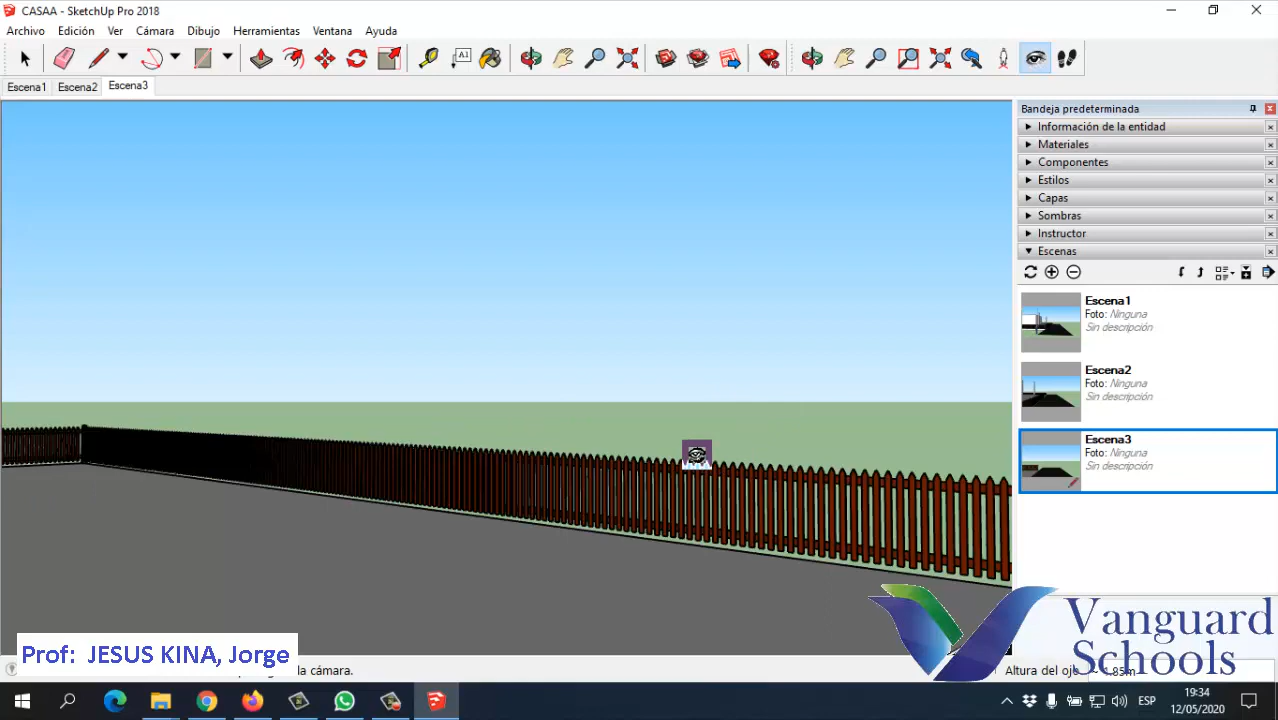 CASAA - SketchUp Pro 2018
Archivo Edición Ver Cámara Dibujo Herramientas Ventana Ayuda
A1
Escena1 Escena2 Escena3
Bandeja predeterminada
Información de la entidad
Materiales
Componentes
Estilos
Capas
Sombras
Instructor
Escenas
Escena1
Foto: Ninguna
Sin descripción
Escena2
Foto: Ninguna
Sin descripción
Escena3
Foto: Ninguna
Sin descripción
Vanguard
Schools
Prof: JESUS KINA, Jorge
la cámara.
Altura del ojo
1.85m
ESP
19:34
12/05/2020